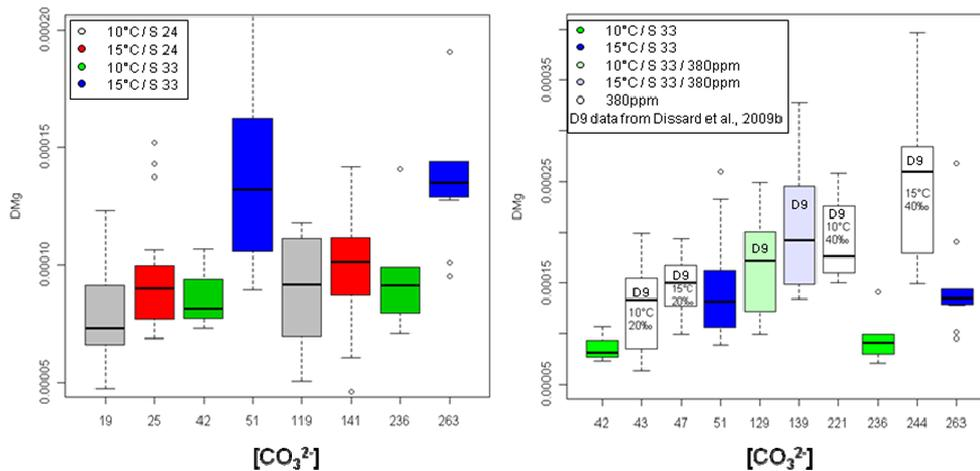 10°C / S 24
15°C / S 24
10°C / S 33
15°C / S 33
DMg
0.00020
0.00015
0.00010
0.00005
19 25 42 51 119 141 236 263
[CO₃²⁻]
10°C / S 33
15°C / S 33
10°C / S 33 / 380ppm
15°C / S 33 / 380ppm
380ppm
D9 data from Dissard et al., 2009b
DMg
0.00035
0.00025
0.00015
0.00005
D9
10°C
20‰
D9
15°C
20‰
D9
D9
D9
10°C
40‰
D9
15°C
40‰
42 43 47 51 129 139 221 236 244 263
[CO₃²⁻]